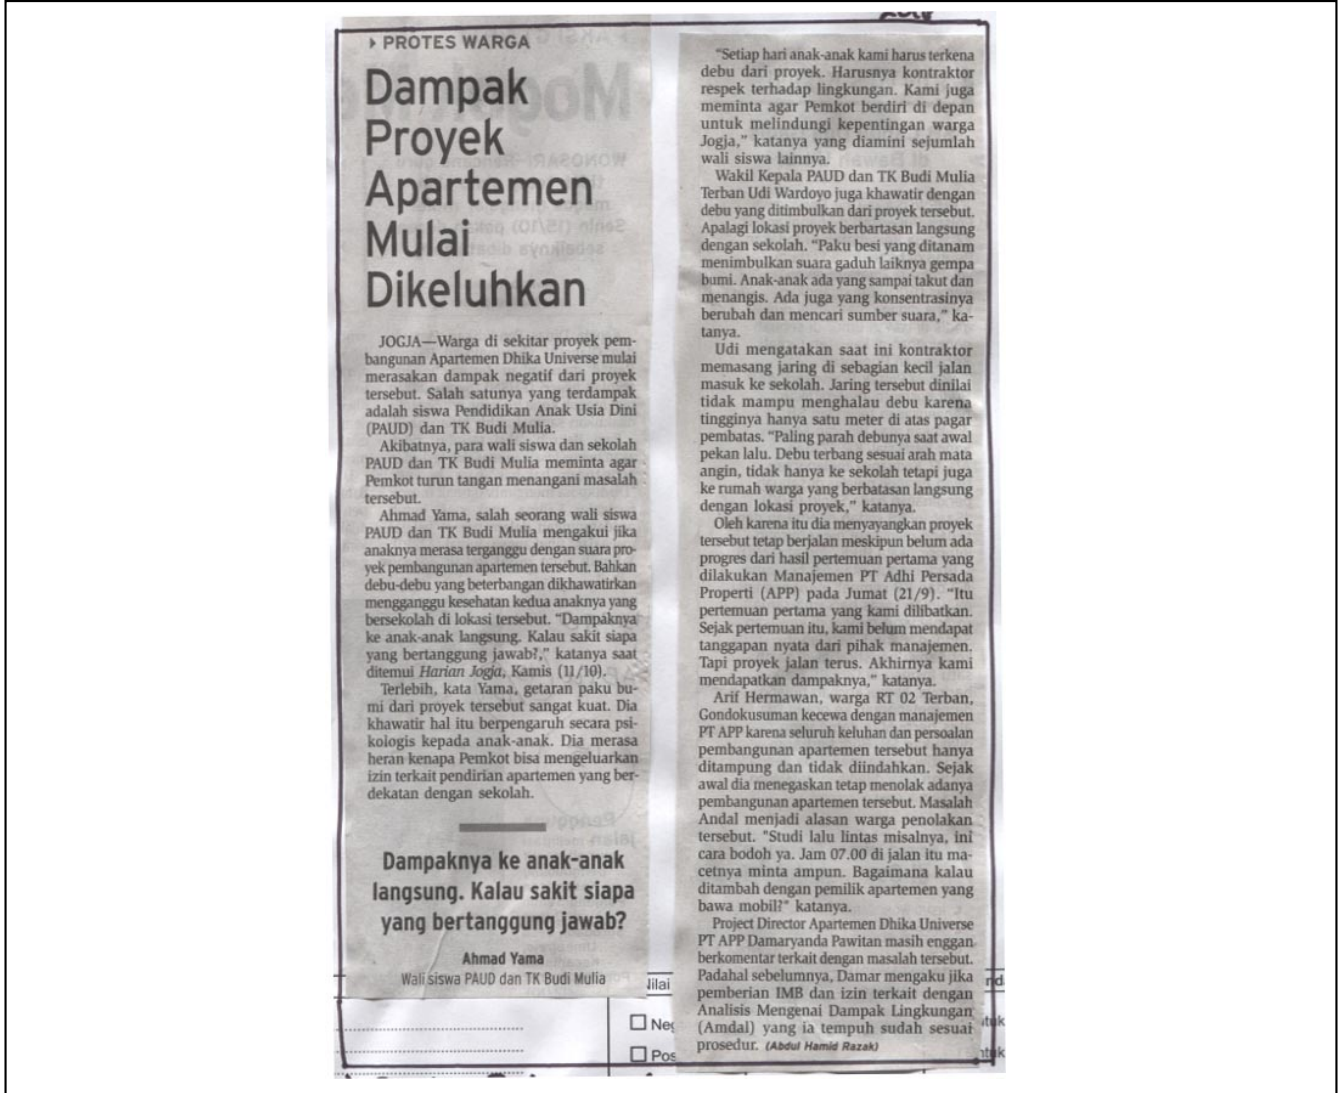 PROTES WARGA
Dampak
Proyek
Apartemen
Mulai
Dikeluhkan
JOGJA—Warga di sekitar proyek pem-
bangunan Apartemen Dhika Universe mulai
merasakan dampak negatif dari proyek
tersebut. Salah satunya yang terdampak
adalah siswa Pendidikan Anak Usia Dini
(PAUD) dan TK Budi Mulia.
Akibatnya, para wali siswa dan sekolah
PAUD dan TK Budi Mulia meminta agar
Pemkot turun tangan menangani masalah
tersebut.
Ahmad Yama, salah seorang wali siswa
PAUD dan TK Budi Mulia mengakui jika
anaknya merasa terganggu dengan suara pro-
yek pembangunan apartemen tersebut. Bahkan
debu-debu yang beterbangan dikhawatirkan
mengganggu kesehatan kedua anaknya yang
bersekolah di lokasi tersebut. “Dampaknya
ke anak-anak langsung. Kalau sakit siapa
yang bertanggung jawab?,” katanya saat
ditemui Harian Jogja, Kamis (11/10).
Terlebih, kata Yama, getaran paku bu-
mi dari proyek tersebut sangat kuat. Dia
khawatir hal itu berpengaruh secara psi-
kologis kepada anak-anak. Dia merasa
heran kenapa Pemkot bisa mengeluarkan
izin terkait pendirian apartemen yang ber-
dekatan dengan sekolah.
Dampaknya ke anak-anak
langsung. Kalau sakit siapa
yang bertanggung jawab?
Ahmad Yama
Wali siswa PAUD dan TK Budi Mulia
“Setiap hari anak-anak kami harus terkena
debu dari proyek. Harusnya kontraktor
respek terhadap lingkungan. Kami juga
meminta agar Pemkot berdiri di depan
untuk melindungi kepentingan warga
Jogja,” katanya yang diamini sejumlah
wali siswa lainnya.
Wakil Kepala PAUD dan TK Budi Mulia
Terban Udi Wardoyo juga khawatir dengan
debu yang ditimbulkan dari proyek tersebut.
Apalagi lokasi proyek berbartasan langsung
dengan sekolah. “Paku besi yang ditanam
menimbulkan suara gaduh laiknya gempa
bumi. Anak-anak ada yang sampai takut dan
menangis. Ada juga yang konsentrasinya
berubah dan mencari sumber suara,” ka-
tanya.
Udi mengatakan saat ini kontraktor
memasang jaring di sebagian kecil jalan
masuk ke sekolah. Jaring tersebut dinilai
tidak mampu menghalau debu karena
tingginya hanya satu meter di atas pagar
pembatas. “Paling parah debunya saat awal
pekan lalu. Debu terbang sesuai arah mata
angin, tidak hanya ke sekolah tetapi juga
ke rumah warga yang berbatasan langsung
dengan lokasi proyek,” katanya.
Oleh karena itu dia menyayangkan proyek
tersebut tetap berjalan meskipun belum ada
progres dari hasil pertemuan pertama yang
dilakukan Manajemen PT Adhi Persada
Properti (APP) pada Jumat (21/9). “Itu
pertemuan pertama yang kami dilibatkan.
Sejak pertemuan itu, kami belum mendapat
tanggapan nyata dari pihak manajemen.
Tapi proyek jalan terus. Akhirnya kami
mendapatkan dampaknya,” katanya.
Arif Hermawan, warga RT 02 Terban,
Gondokusuman kecewa dengan manajemen
PT APP karena seluruh keluhan dan persoalan
pembangunan apartemen tersebut hanya
ditampung dan tidak diindahkan. Sejak
awal dia menegaskan tetap menolak adanya
pembangunan apartemen tersebut. Masalah
Andal menjadi alasan warga penolakan
tersebut. “Studi lalu lintas misalnya, ini
cara bodoh ya. Jam 07.00 di jalan itu ma-
cetnya minta ampun. Bagaimana kalau
ditambah dengan pemilik apartemen yang
bawa mobil?” katanya.
Project Director Apartemen Dhika Universe
PT APP Damaryanda Pawitan masih enggan
berkomentar terkait dengan masalah tersebut.
Padahal sebelumnya, Damar mengaku jika
pemberian IMB dan izin terkait dengan
Analisis Mengenai Dampak Lingkungan
(Amdal) yang ia tempuh sudah sesuai
prosedur. (Abdul Hamid Razak)